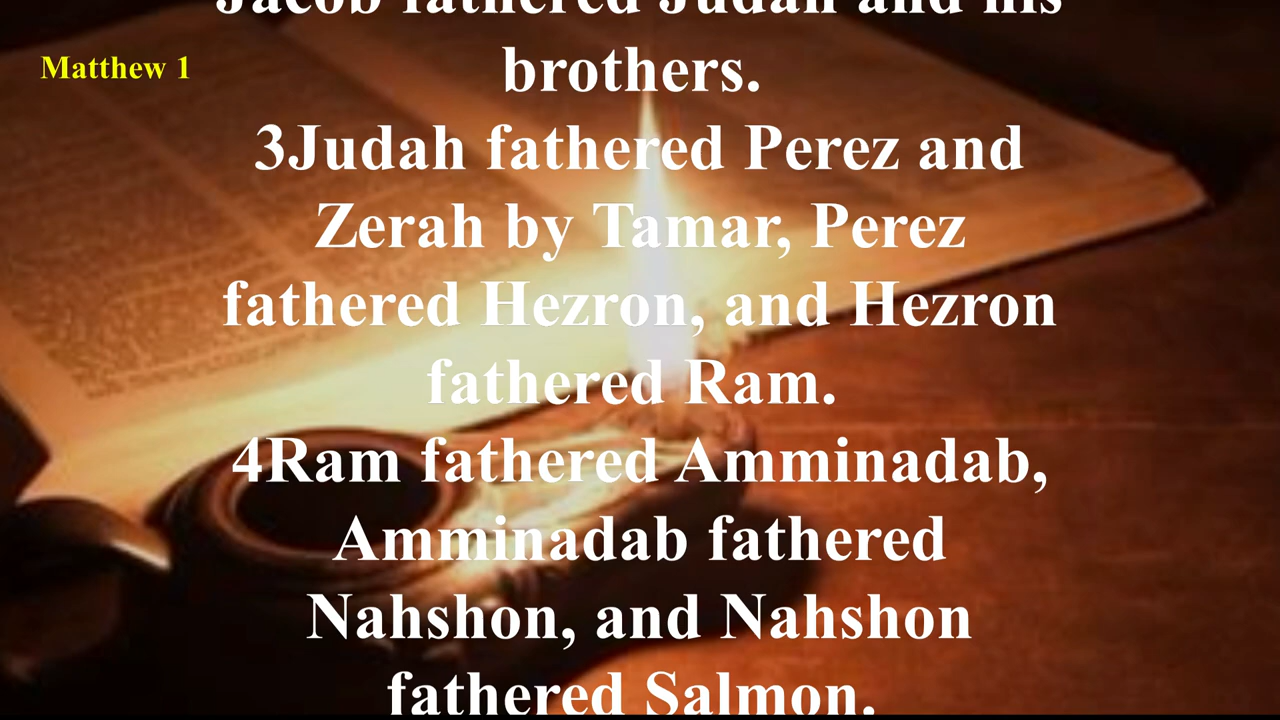 Jacob fathered Judah and his
Matthew 1
brothers.
3Judah fathered Perez and
Zerah by Tamar, Perez
fathered Hezron, and Hezron
fathered Ram.
4Ram fathered Amminadab,
Amminadab fathered
Nahshon, and Nahshon
fathered Salmon.